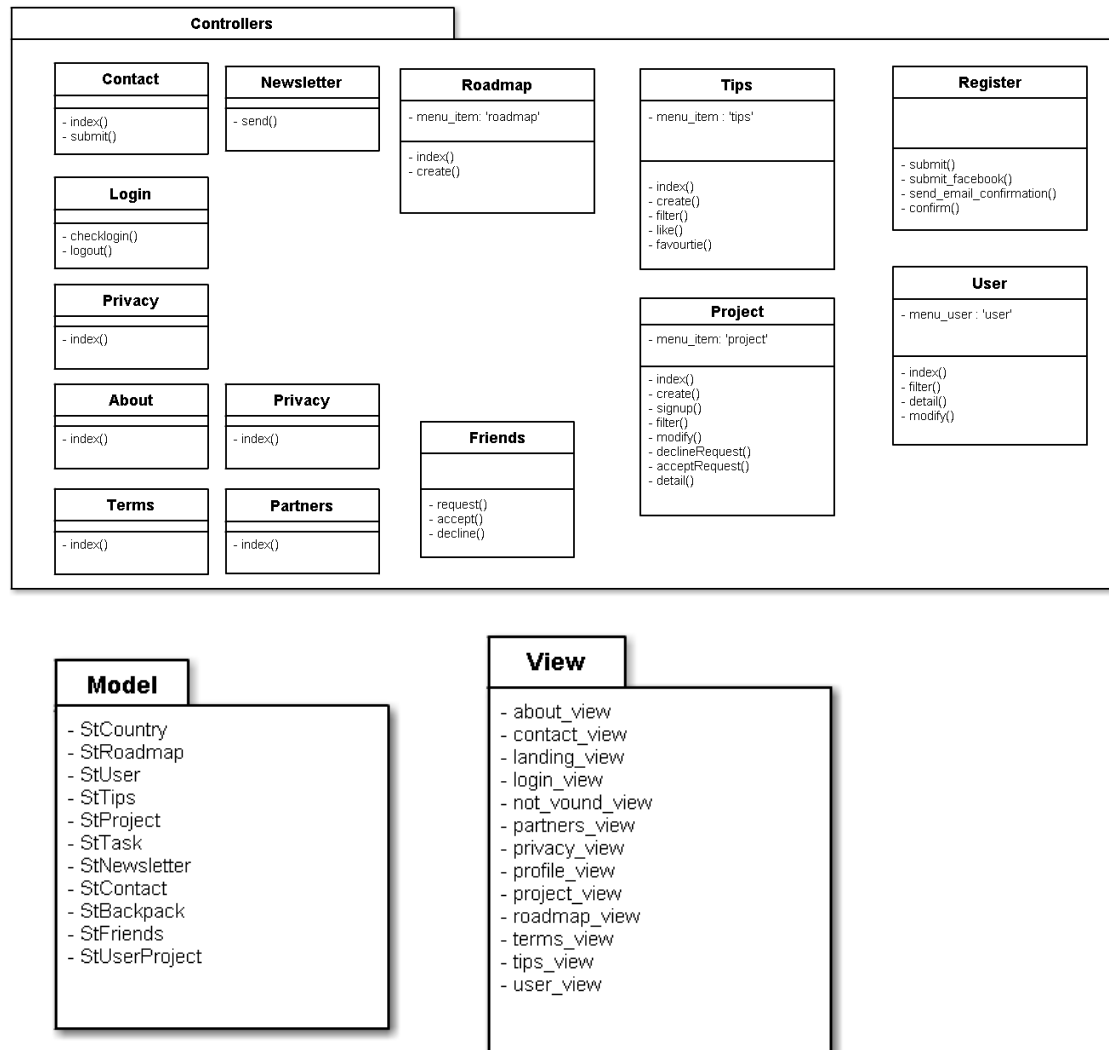 Controllers
Contact
- index()
- submit()
Newsletter
- send()
Roadmap
- menu_item: 'roadmap'
- index()
- create()
Tips
- menu_item : 'tips'
- index()
- create()
- filter()
- like()
- favourtie()
Register
- submit()
- submit_facebook()
- send_email_confirmation()
- confirm()
Login
- checklogin()
- logout()
Privacy
- index()
User
- menu_user : 'user'
- index()
- filter()
- detail()
- modify()
Project
- menu_item: 'project'
- index()
- create()
- signup()
- filter()
- modify()
- declineRequest()
- acceptRequest()
- detail()
About
- index()
Privacy
- index()
Friends
- request()
- accept()
- decline()
Terms
- index()
Partners
- index()
Model
- StCountry
- StRoadmap
- StUser
- StTips
- StProject
- StTask
- StNewsletter
- StContact
- StBackpack
- StFriends
- StUserProject
View
- about_view
- contact_view
- landing_view
- login_view
- not_vound_view
- partners_view
- privacy_view
- profile_view
- project_view
- roadmap_view
- terms_view
- tips_view
- user_view